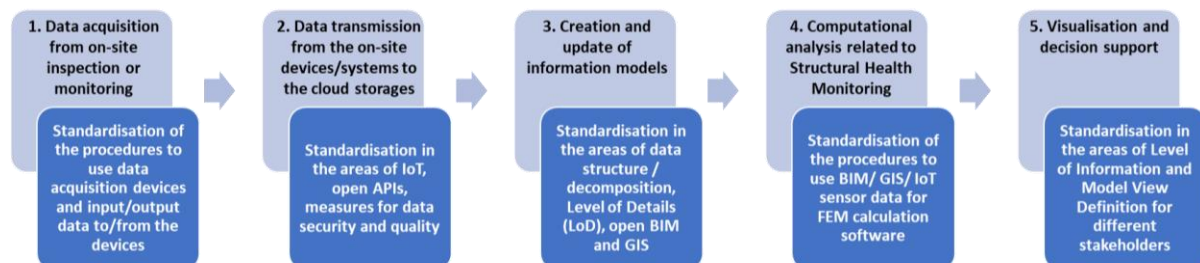 1. Data acquisition
from on-site
inspection or
monitoring
Standardisation of
the procedures to
use data
acquisition devices
and input/output
data to/from the
devices
2. Data transmission
from the on-site
devices/systems to
the cloud storages
Standardisation in
the areas of IoT,
open APIs,
measures for data
security and quality
3. Creation and
update of
information models
Standardisation in
the areas of data
structure /
decomposition,
Level of Details
(LoD), open BIM
and GIS
4. Computational
analysis related to
Structural Health
Monitoring
Standardisation of
the procedures to
use BIM/ GIS/ IoT
sensor data for
FEM calculation
software
5. Visualisation and
decision support
Standardisation in
the areas of Level
of Information and
Model View
Definition for
different
stakeholders